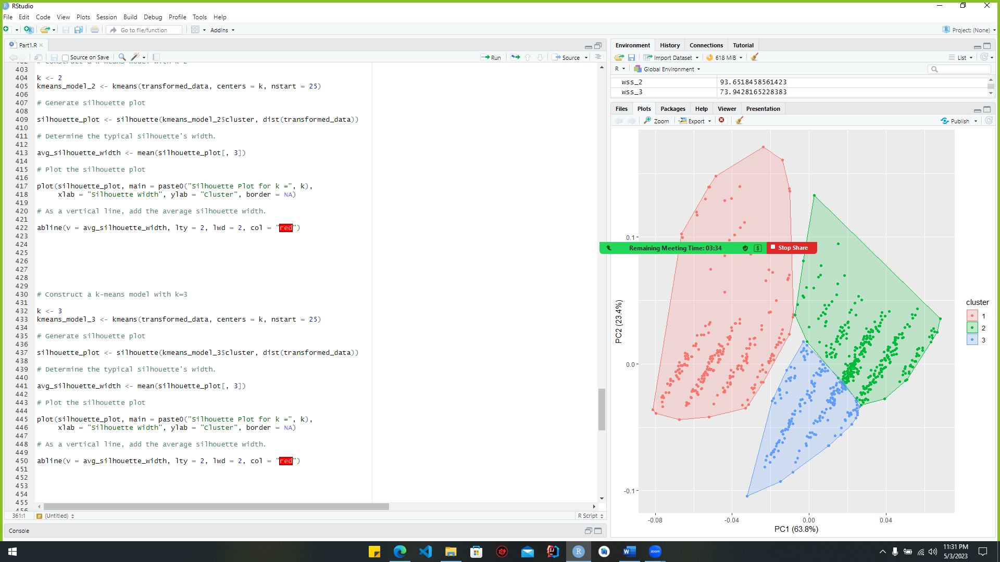 RStudio
File Edit Code View Plots Session Build Debug Profile Tools Help
Go to file/function Addins Project: (None)
Part1.R
Source on Save Run Source
403
404 k <- 2
405 kmeans_model_2 <- kmeans(transformed_data, centers = k, nstart = 25)
406
407 # Generate silhouette plot
408
409 silhouette_plot <- silhouette(kmeans_model_2$cluster, dist(transformed_data))
410
411 # Determine the typical silhouette's width.
412
413 avg_silhouette_width <- mean(silhouette_plot[, 3])
414
415 # Plot the silhouette plot
416
417 plot(silhouette_plot, main = paste0("Silhouette Plot for k =", k),
418 xlab = "Silhouette Width", ylab = "Cluster", border = NA)
419
420 # As a vertical line, add the average silhouette width.
421
422 abline(v = avg_silhouette_width, lty = 2, lwd = 2, col = "red")
423
424
425
426
427
428
429
430 # Construct a k-means model with k=3
431
432 k <- 3
433 kmeans_model_3 <- kmeans(transformed_data, centers = k, nstart = 25)
434
435 # Generate silhouette plot
436
437 silhouette_plot <- silhouette(kmeans_model_3$cluster, dist(transformed_data))
438
439 # Determine the typical silhouette's width.
440
441 avg_silhouette_width <- mean(silhouette_plot[, 3])
442
443 # Plot the silhouette plot
444
445 plot(silhouette_plot, main = paste0("Silhouette Plot for k =", k),
446 xlab = "Silhouette Width", ylab = "Cluster", border = NA)
447
448 # As a vertical line, add the average silhouette width.
449
450 abline(v = avg_silhouette_width, lty = 2, lwd = 2, col = "red")
451
452
453
454
455
361:1 (Untitled) R Script
Console
Environment History Connections Tutorial
Import Dataset 618 MiB List
R Global Environment
wss_2 93.6518458561423
wss_3 73.9428165228383
Files Plots Packages Help Viewer Presentation
Zoom Export Publish
Remaining Meeting Time: 03:34 Stop Share
0.1
0.0
-0.1
PC2 (23.4%)
-0.08 -0.04 0.00 0.04
PC1 (63.8%)
cluster
1
2
3
11:31 PM
5/3/2023